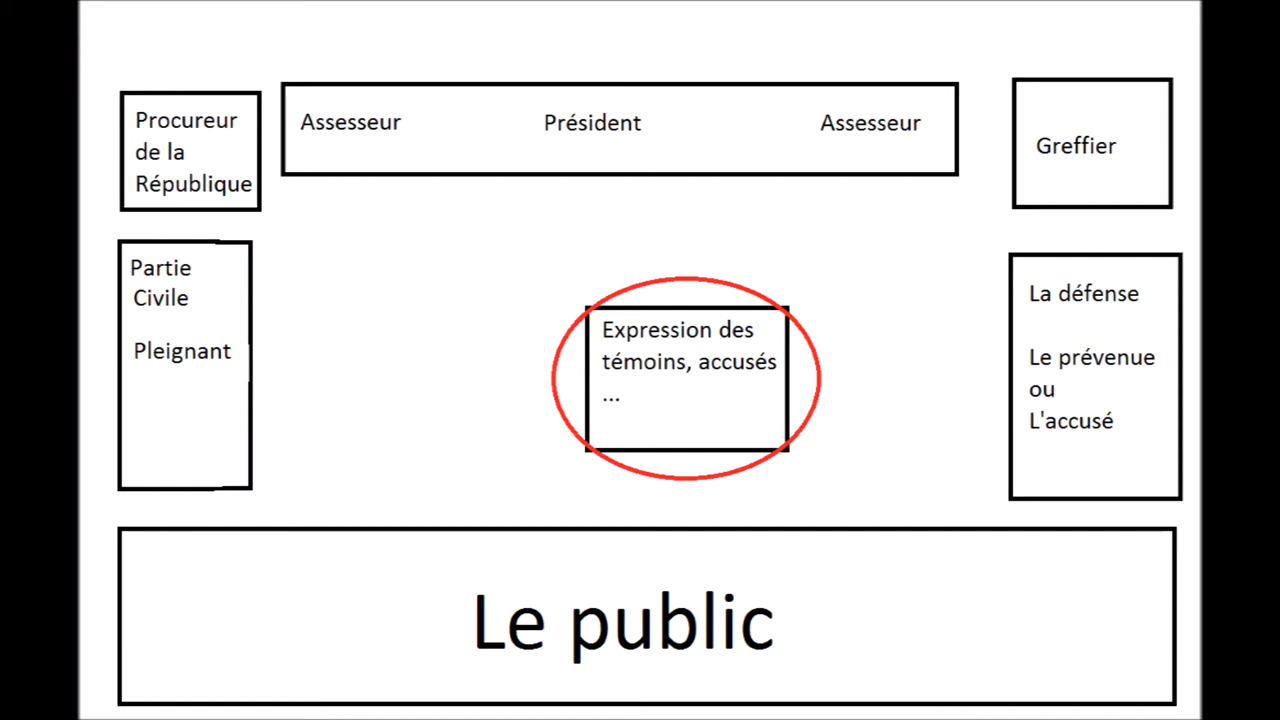 Procureur
de la
République
Assesseur
Président
Assesseur
Greffier
Partie
Civile
Pleignant
Expression des
témoins, accusés
...
La défense
Le prévenue
ou
L'accusé
Le public